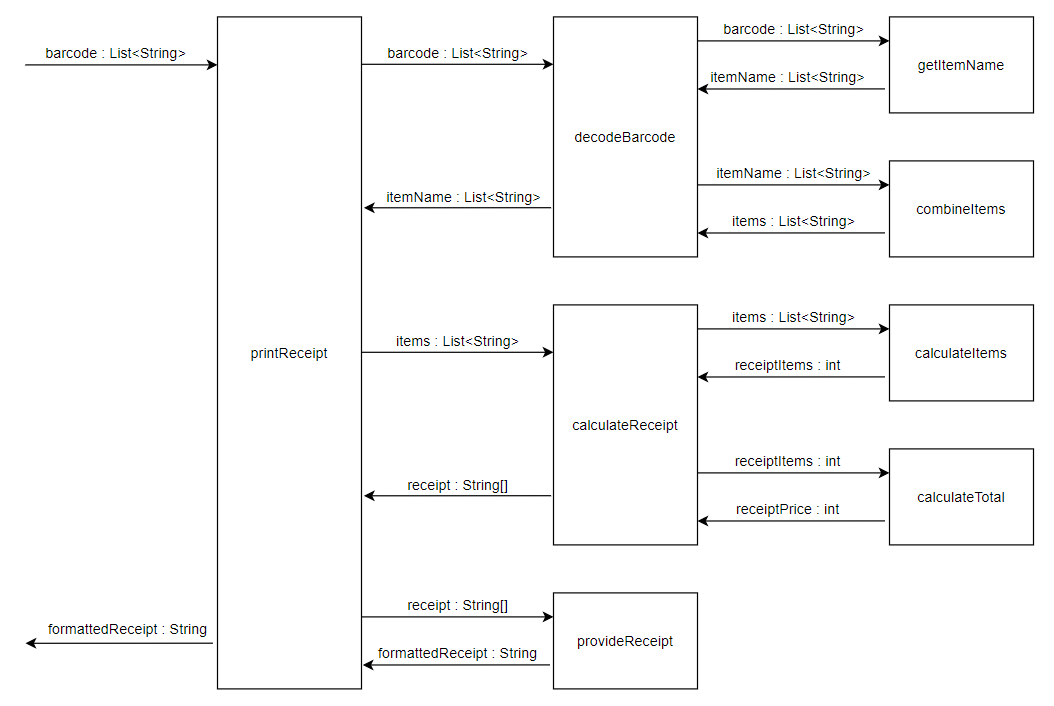 barcode : List<String>
barcode : List<String>
barcode : List<String>
getItemName
itemName : List<String>
decodeBarcode
itemName : List<String>
itemName : List<String>
combineItems
items : List<String>
printReceipt
items : List<String>
items : List<String>
calculateItems
receiptItems : int
calculateReceipt
receiptItems : int
receipt : String[]
calculateTotal
receiptPrice : int
receipt : String[]
formattedReceipt : String
provideReceipt
formattedReceipt : String